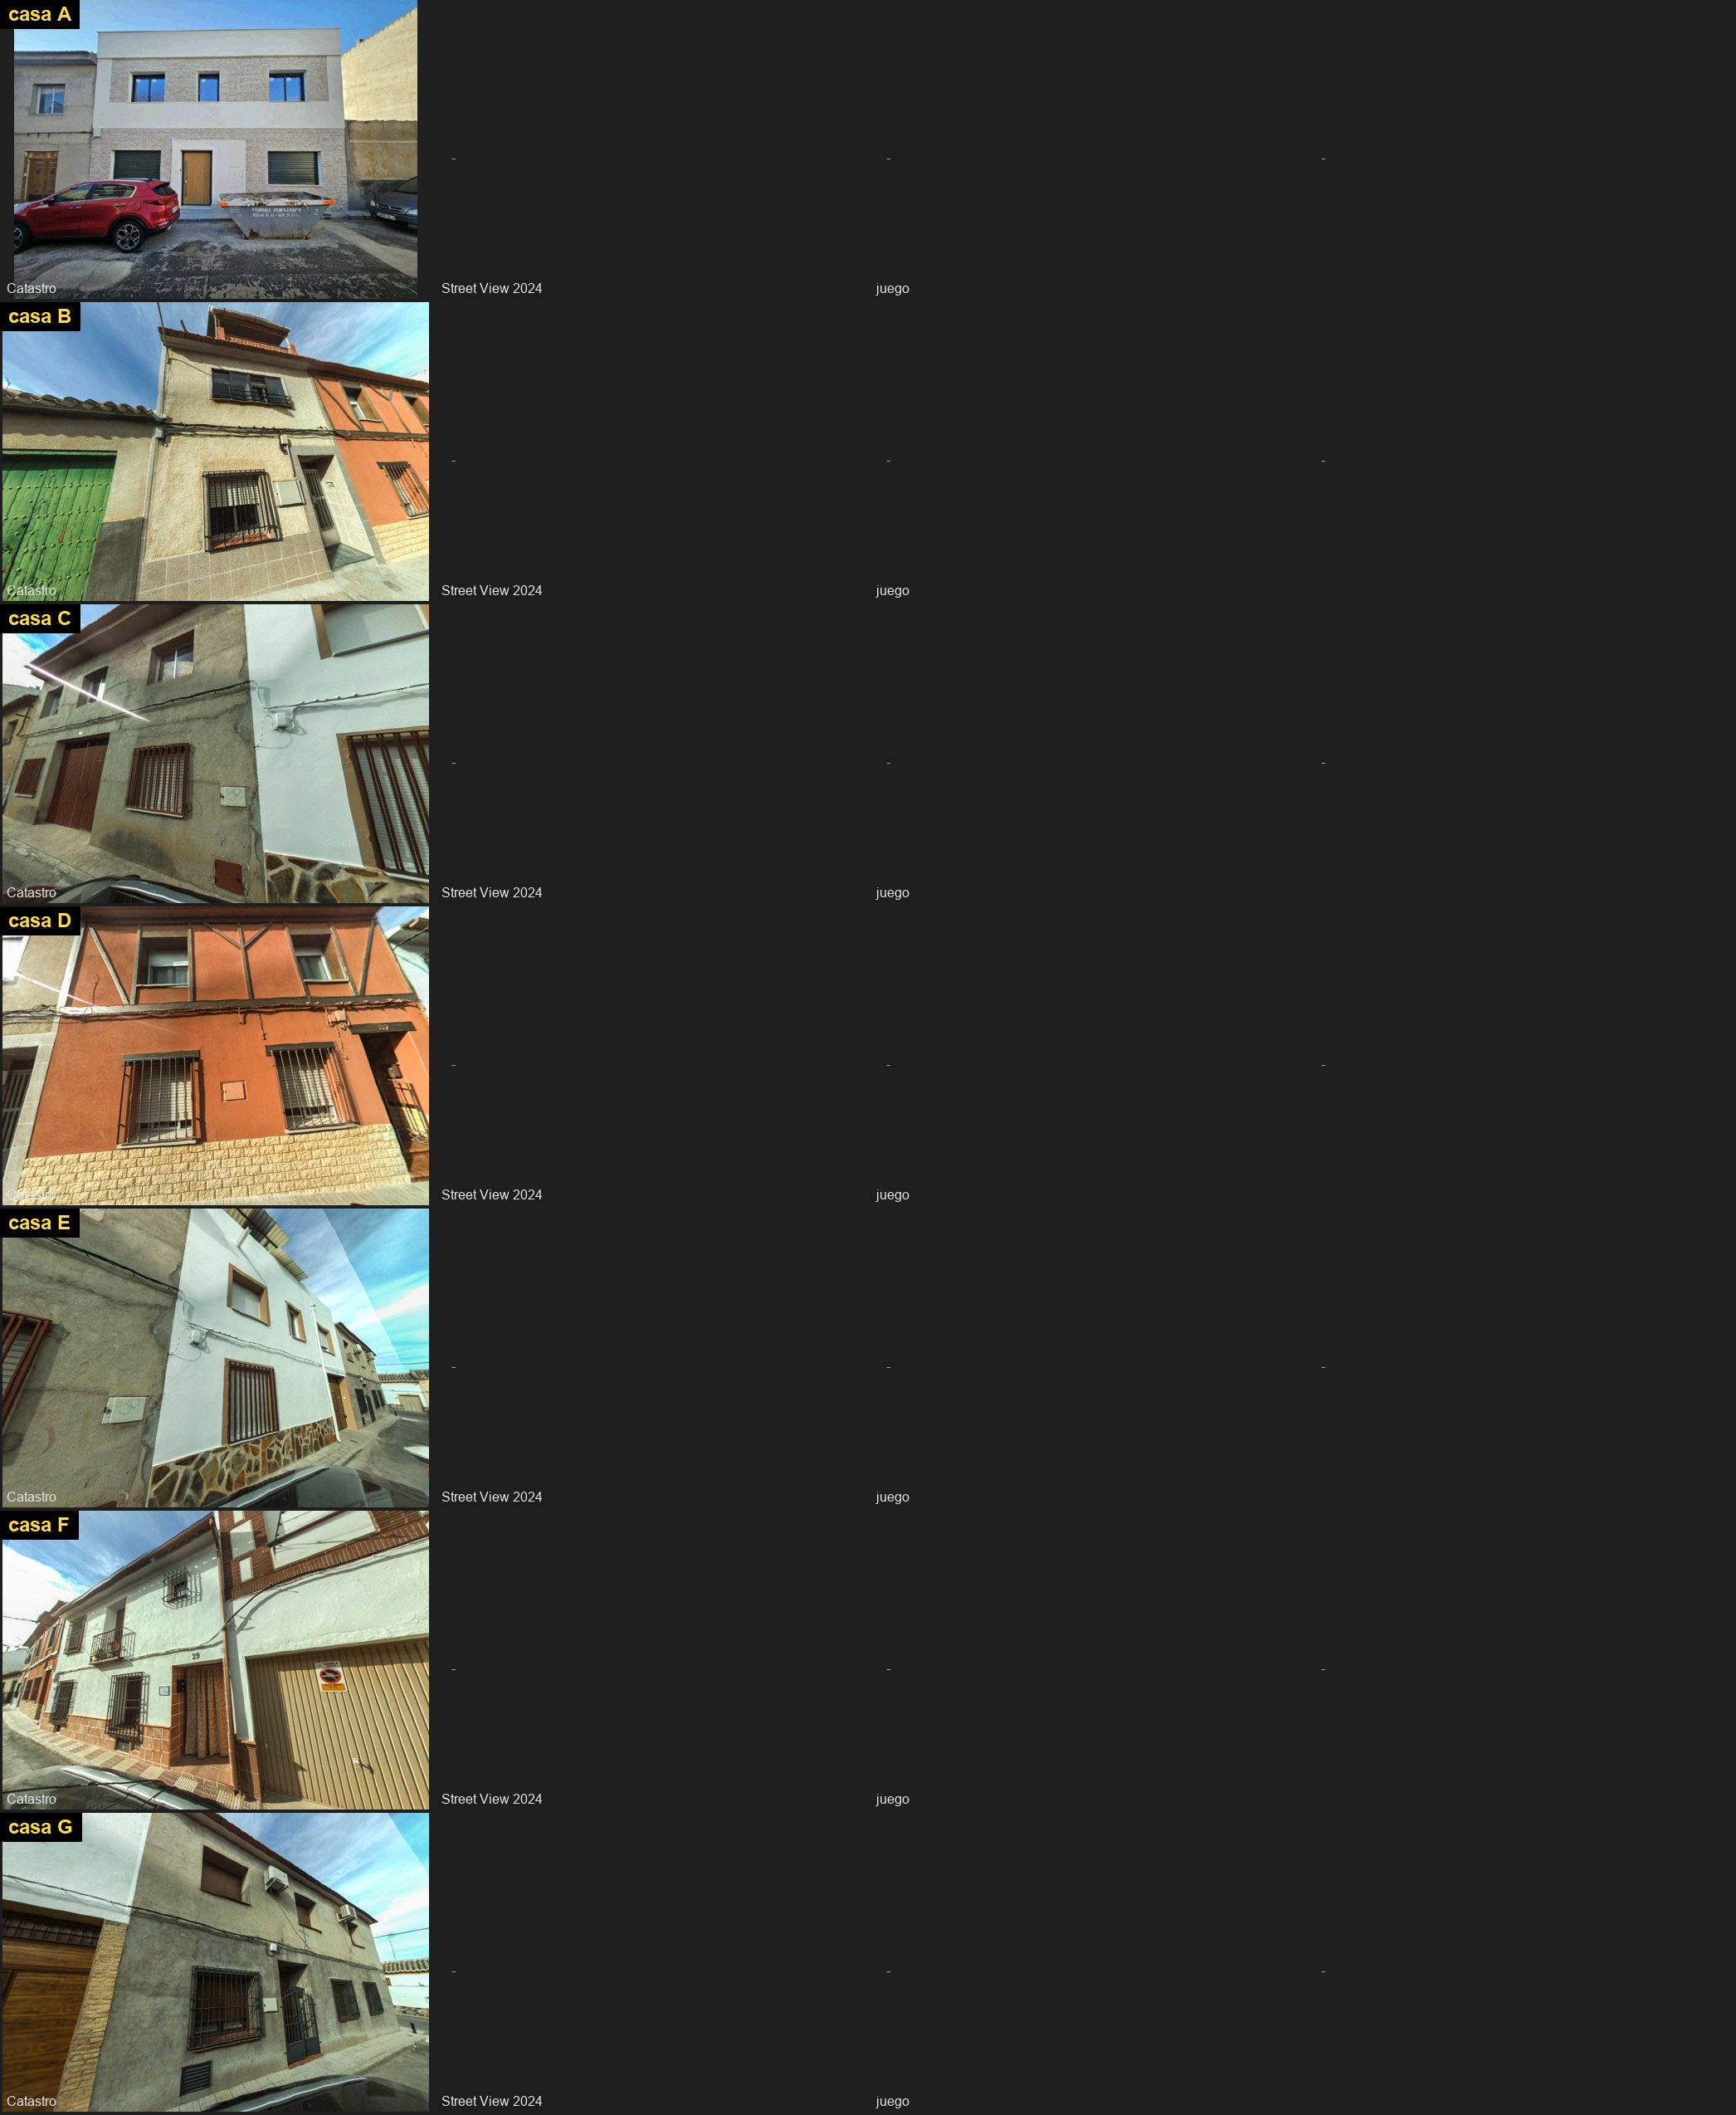 casa A
Catastro
-
Street View 2024
-
juego
-
casa B
Catastro
-
Street View 2024
-
juego
-
casa C
Catastro
-
Street View 2024
-
juego
-
casa D
Catastro
-
Street View 2024
-
juego
-
casa E
Catastro
-
Street View 2024
-
juego
-
casa F
39
Catastro
-
Street View 2024
-
juego
-
casa G
Catastro
-
Street View 2024
-
juego
-